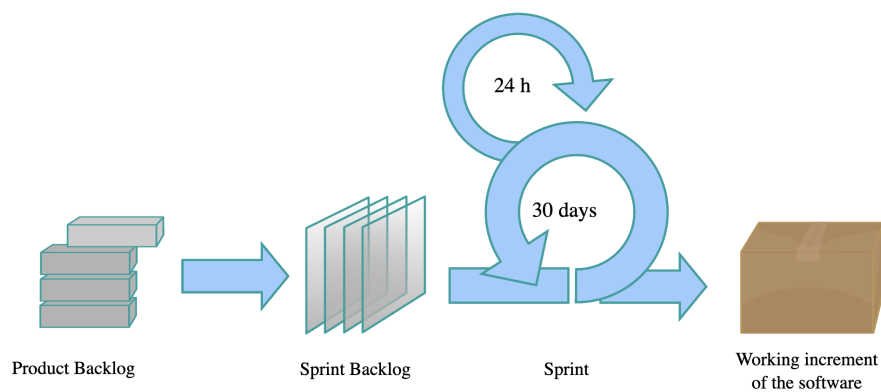 24 h
30 days
Product Backlog
Sprint Backlog
Sprint
Working increment
of the software